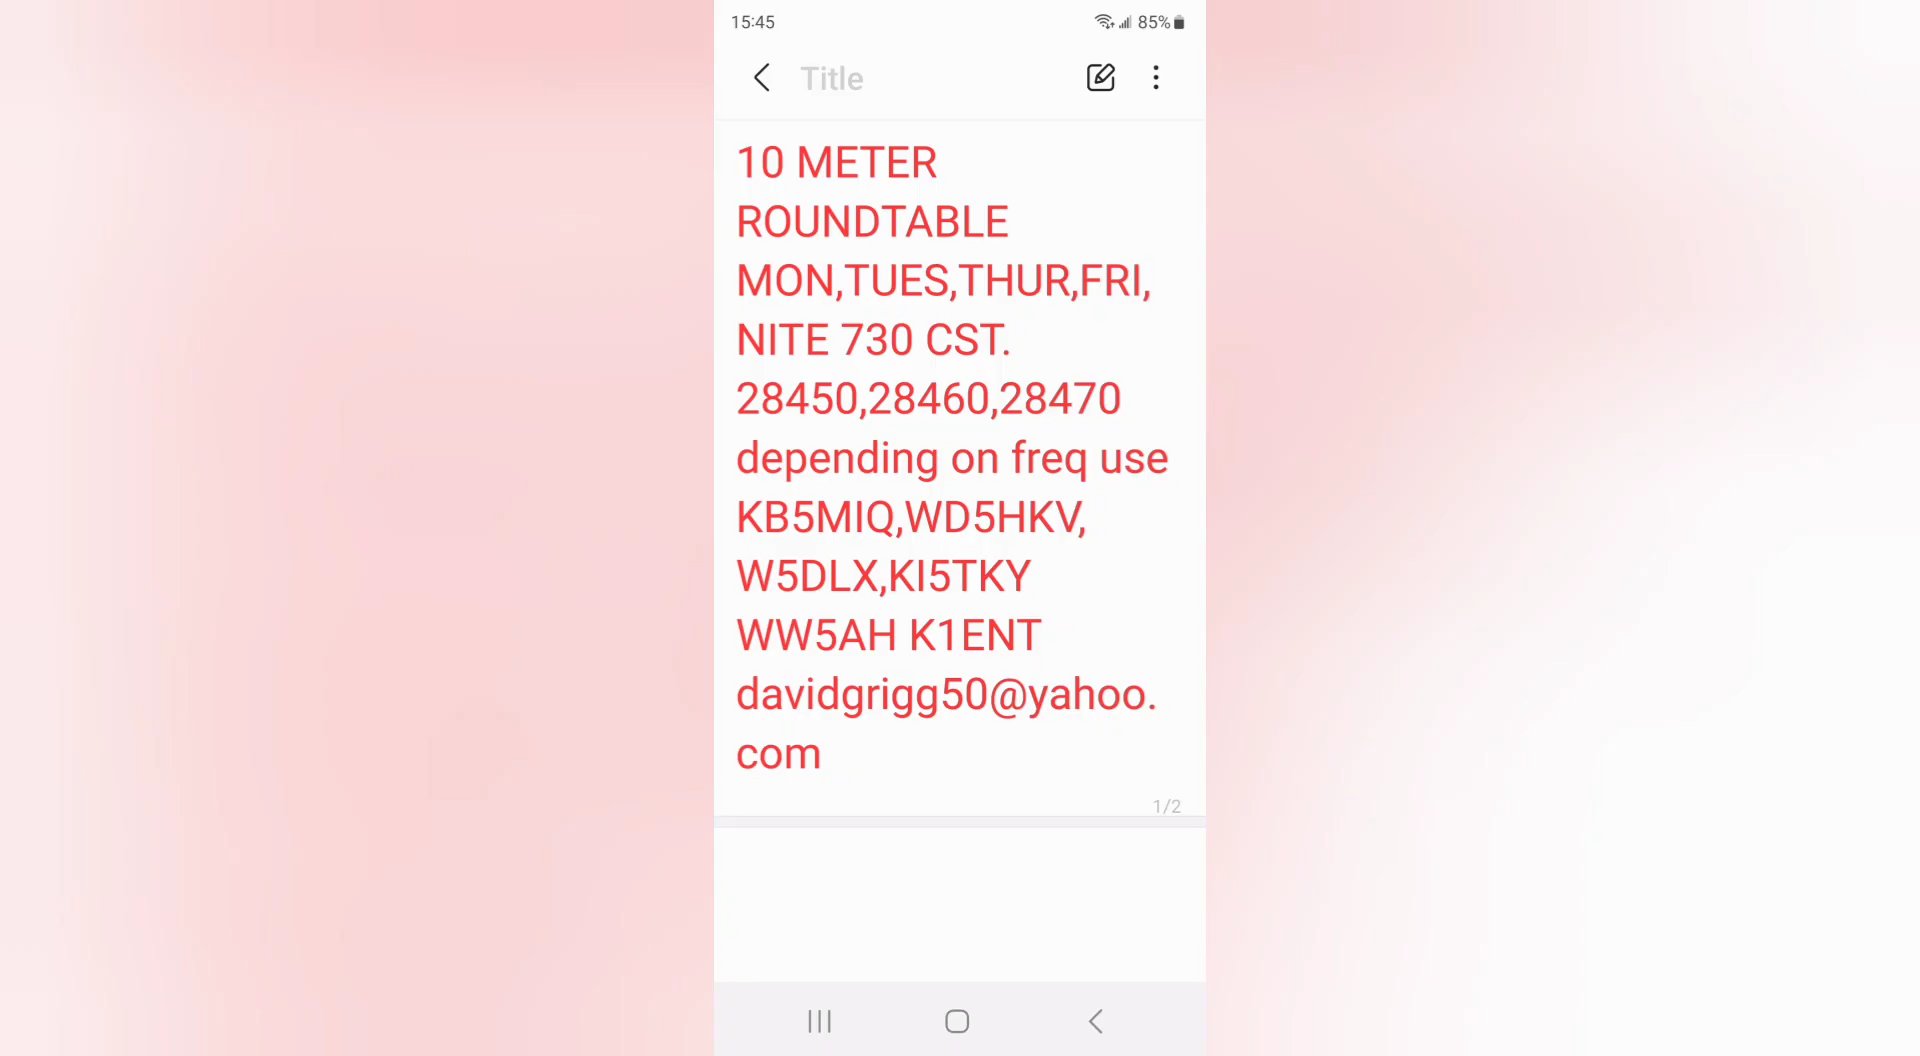 15:45
85%
Title
10 METER
ROUNDTABLE
MON,TUES,THUR,FRI,
NITE 730 CST.
28450,28460,28470
depending on freq use
KB5MIQ,WD5HKV,
W5DLX,KI5TKY
WW5AH K1ENT
davidgrigg50@yahoo.
com
1/2